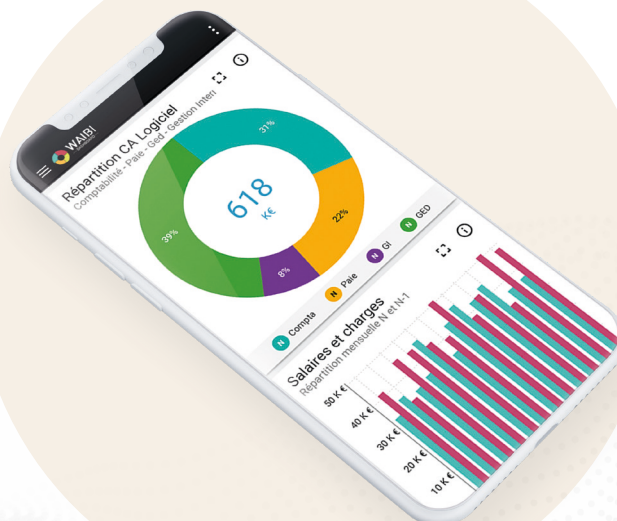 WAIBI
Répartition CA Logiciel
Comptabilité - Paie - Ged - Gestion Interi
31%
22%
8%
39%
618
K€
N Compta
N Paie
N GI
N GED
Salaires et charges
Répartition mensuelle N et N-1
50 K€
40 K€
30 K€
20 K€
10 K€